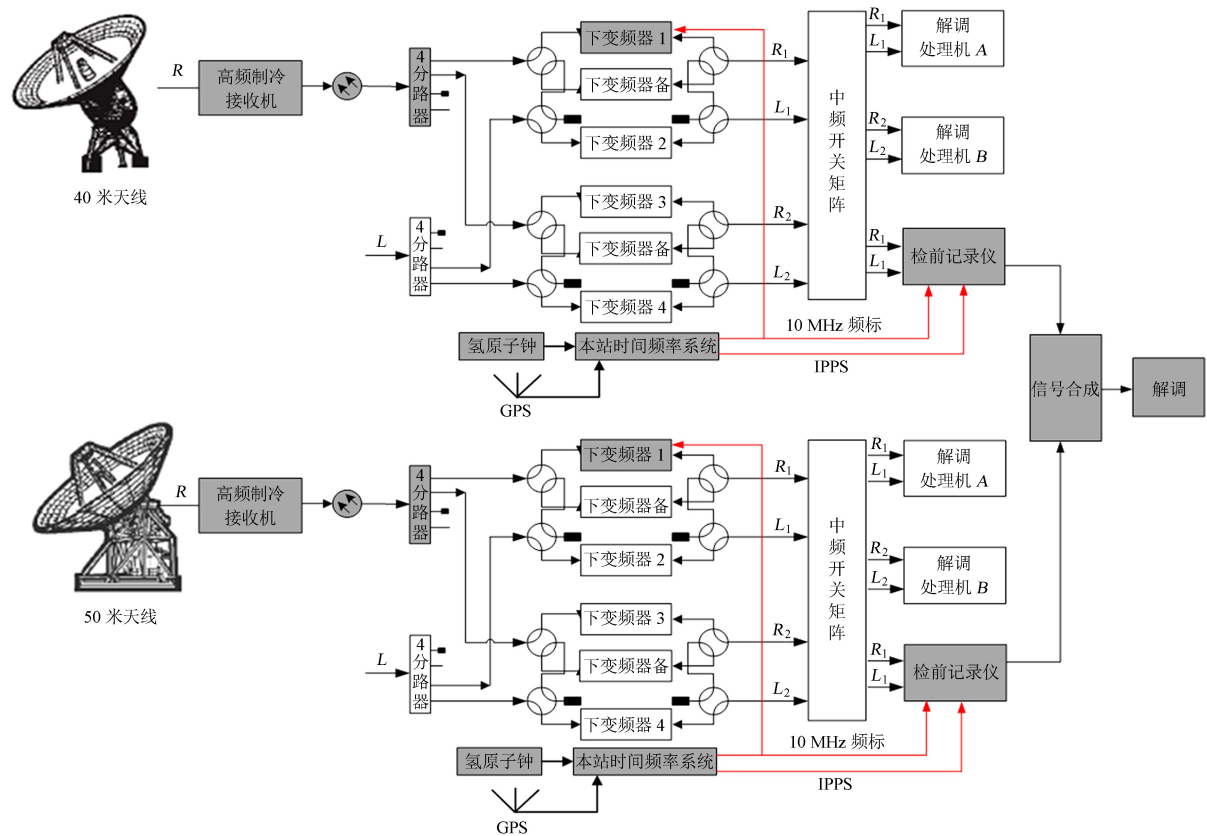 40 米天线
R
高频制冷
接收机
4分路器
L
4分路器
下变频器 1
下变频器备
下变频器 2
下变频器 3
下变频器备
下变频器 4
R1
L1
R2
L2
中频开关矩阵
R1
L1
解调
处理机 A
R2
L2
解调
处理机 B
R1
L1
检前记录仪
10 MHz 频标
IPPS
氢原子钟
本站时间频率系统
GPS
信号合成
解调
50 米天线
R
高频制冷
接收机
4分路器
L
4分路器
下变频器 1
下变频器备
下变频器 2
下变频器 3
下变频器备
下变频器 4
R1
L1
R2
L2
中频开关矩阵
R1
L1
解调
处理机 A
R2
L2
解调
处理机 B
R1
L1
检前记录仪
10 MHz 频标
IPPS
氢原子钟
本站时间频率系统
GPS